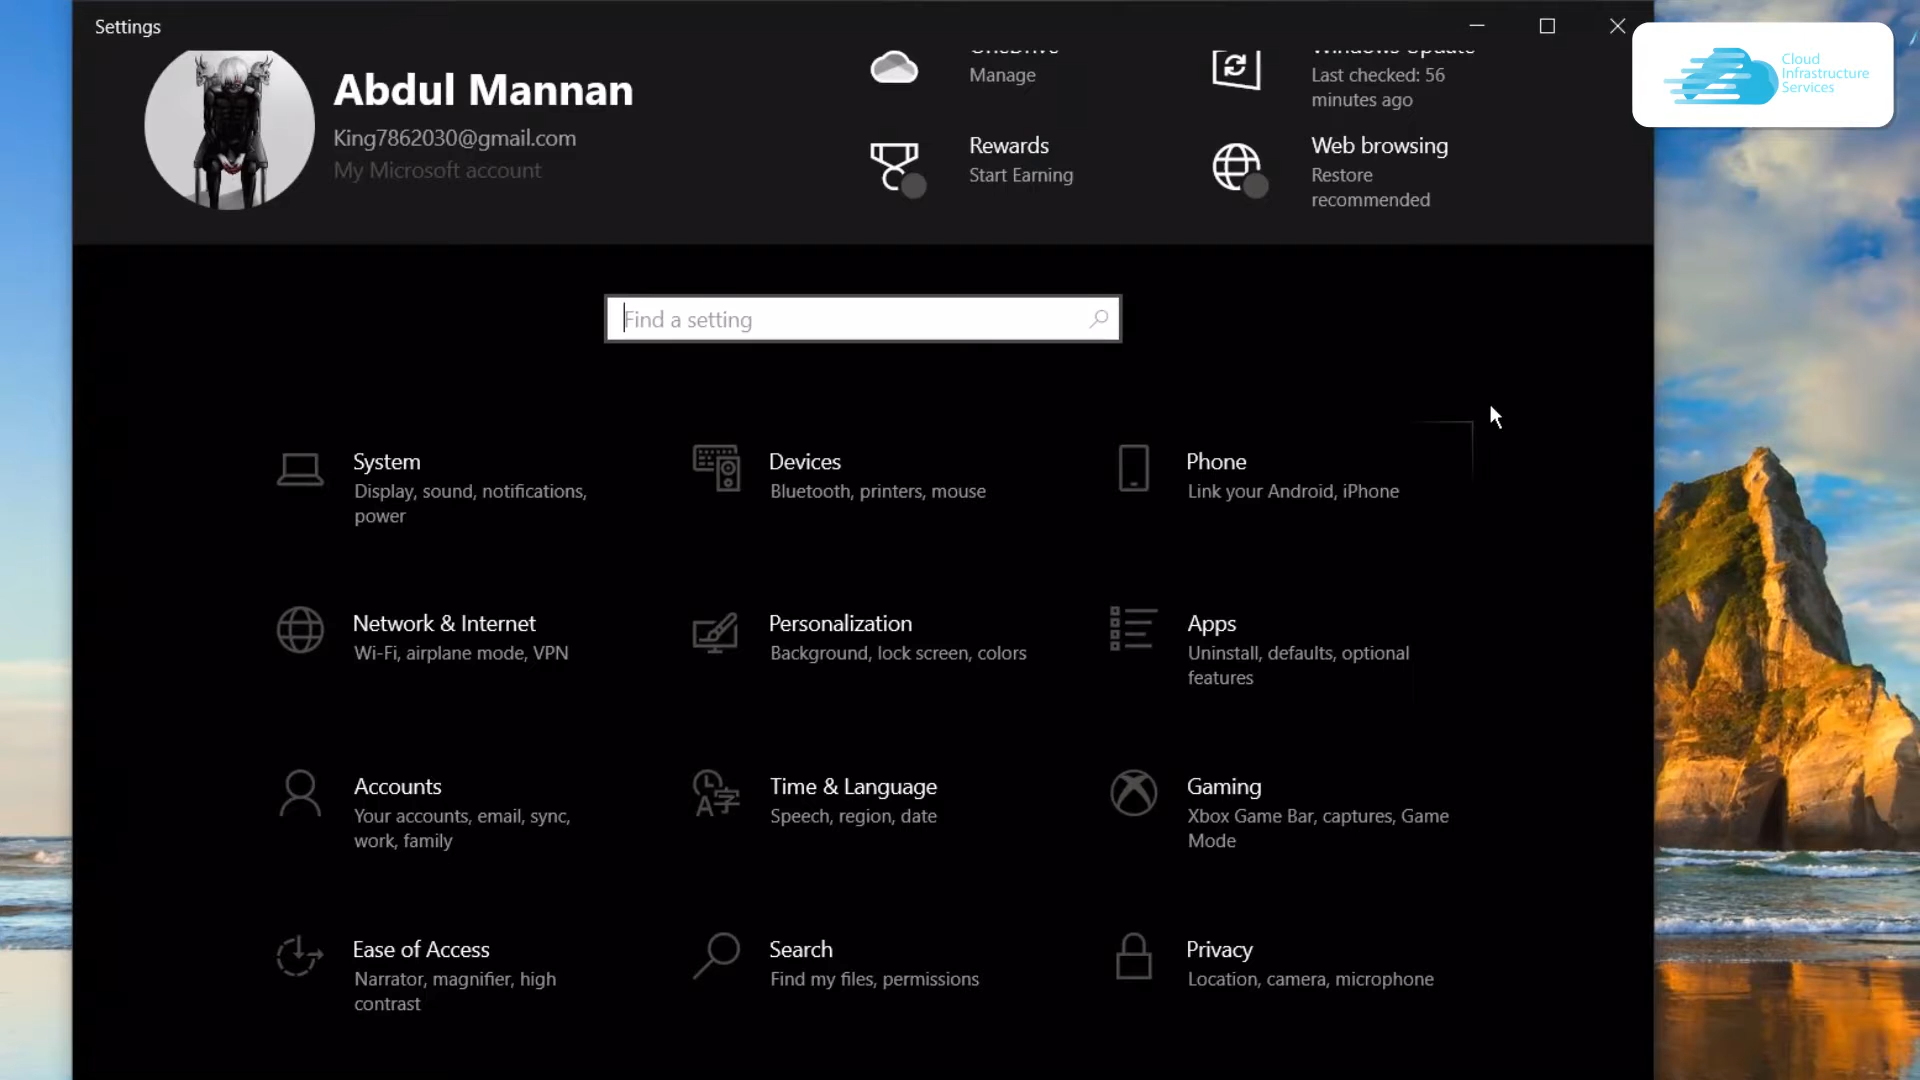 Settings
Abdul Mannan
King7862030@gmail.com
My Microsoft account
OneDrive
Manage
Windows Update
Last checked: 56
minutes ago
Rewards
Start Earning
Web browsing
Restore
recommended
Cloud
Infrastructure
Services
Find a setting
System
Display, sound, notifications,
power
Devices
Bluetooth, printers, mouse
Phone
Link your Android, iPhone
Network & Internet
Wi-Fi, airplane mode, VPN
Personalization
Background, lock screen, colors
Apps
Uninstall, defaults, optional
features
Accounts
Your accounts, email, sync,
work, family
Time & Language
Speech, region, date
Gaming
Xbox Game Bar, captures, Game
Mode
Ease of Access
Narrator, magnifier, high
contrast
Search
Find my files, permissions
Privacy
Location, camera, microphone